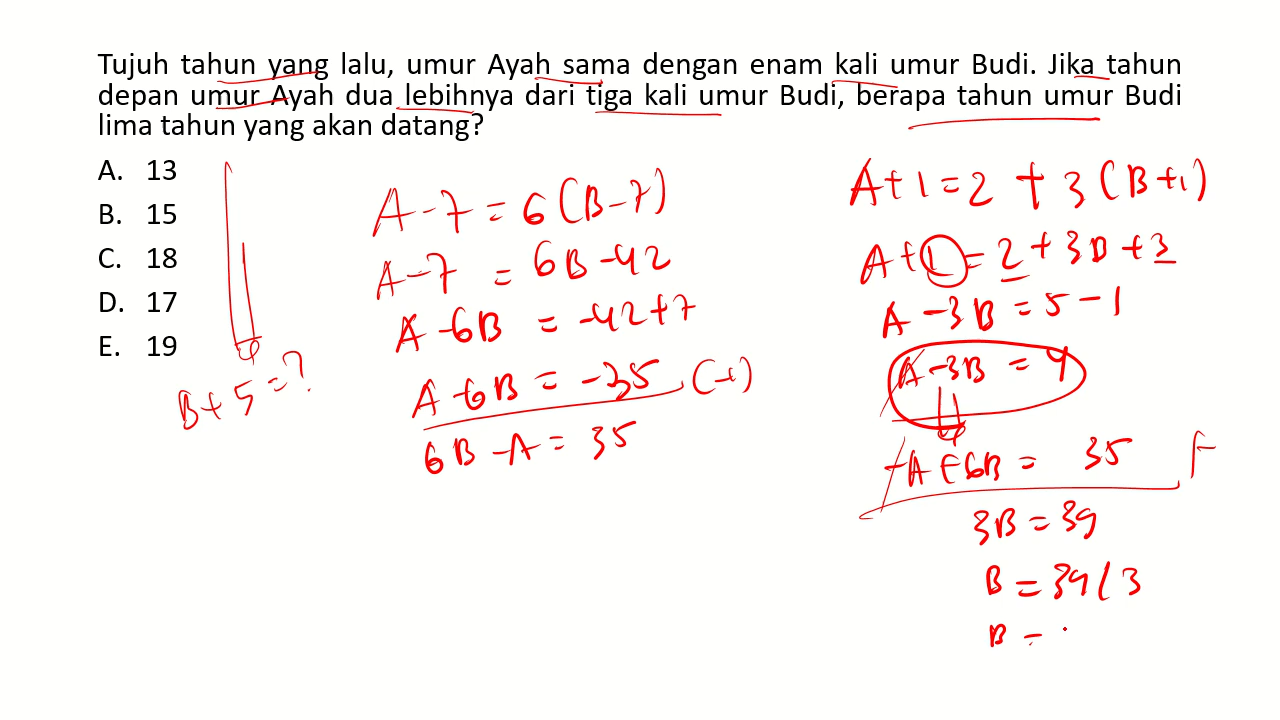 Tujuh tahun yang lalu, umur Ayah sama dengan enam kali umur Budi. Jika tahun
depan umur Ayah dua lebihnya dari tiga kali umur Budi, berapa tahun umur Budi
lima tahun yang akan datang?
A. 13
B. 15
C. 18
D. 17
E. 19
B+5=?
A-7=6(B-7)
A-7 = 6B-42
A-6B = -42+7
A-6B = -35
6B-A = 35
A+1=2+3(B+1)
A+1=2+3B+3
A-3B=5-1
A-3B = 4
-A+6B = 35
3B=39
B=39/3
B =